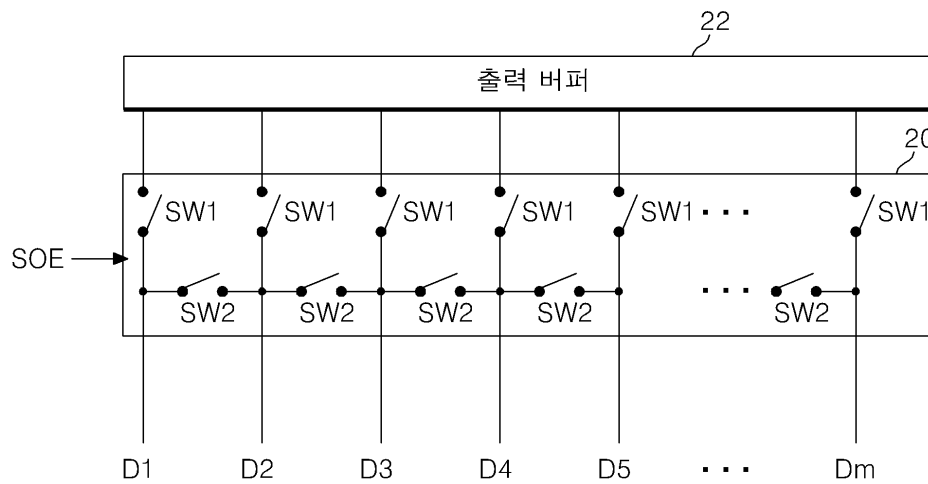 22
출력 버퍼
20
SW1 SW1 SW1 SW1 SW1 ··· SW1
SOE
SW2 SW2 SW2 SW2 ··· SW2
D1 D2 D3 D4 D5 ··· Dm